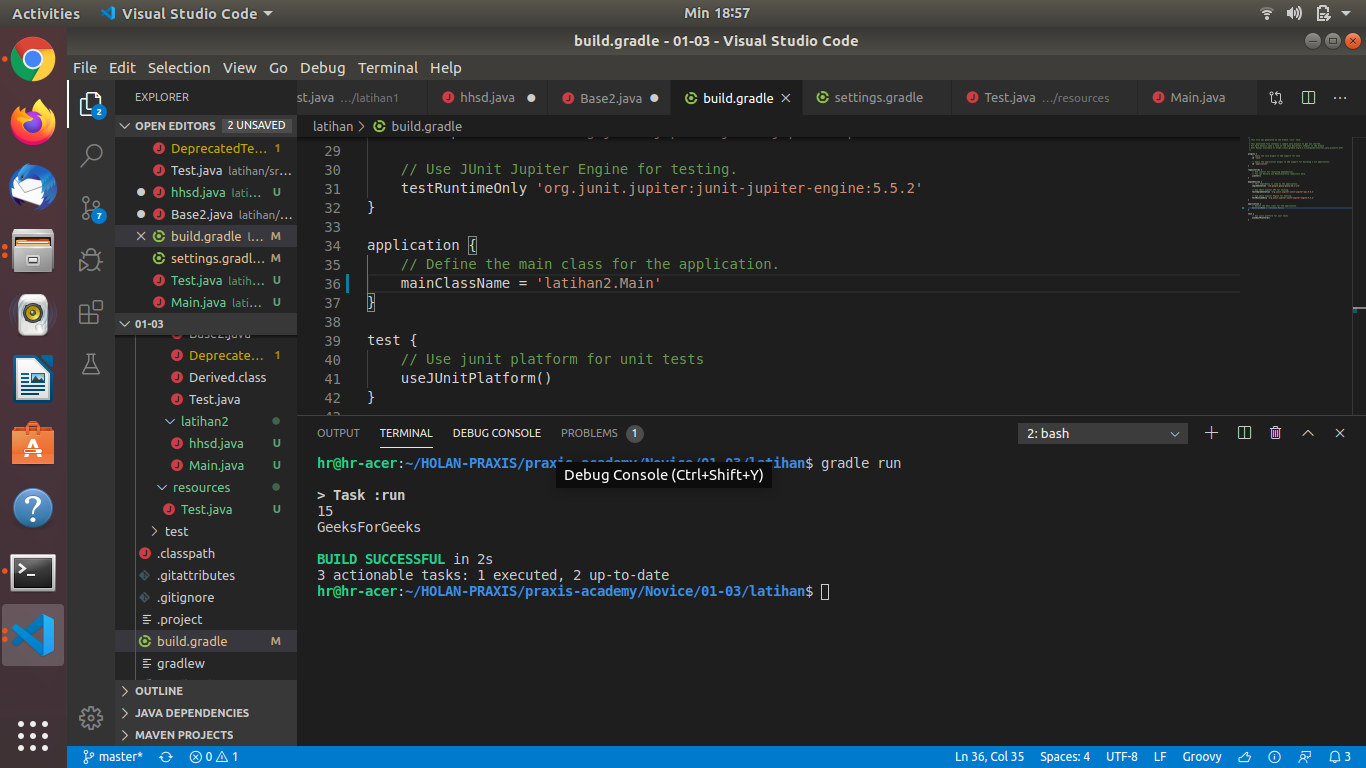 Activities Visual Studio Code Min 18:57
build.gradle - 01-03 - Visual Studio Code
File Edit Selection View Go Debug Terminal Help
EXPLORER
st.java .../latihan1 hhsd.java Base2.java build.gradle settings.gradle Test.java .../resources Main.java
OPEN EDITORS 2 UNSAVED
DeprecatedTe... 1
Test.java latihan/sr...
hhsd.java lati... U
Base2.java latihan/...
build.gradle l... M
settings.gradl... M
Test.java latih... U
Main.java lati... U
01-03
Base2.java
Deprecate... 1
Derived.class
Test.java
latihan2
hhsd.java U
Main.java U
resources
Test.java U
test
.classpath
.gitattributes
.gitignore
.project
build.gradle M
gradlew
OUTLINE
JAVA DEPENDENCIES
MAVEN PROJECTS
2
7
latihan > build.gradle
29
30 // Use JUnit Jupiter Engine for testing.
31 testRuntimeOnly 'org.junit.jupiter:junit-jupiter-engine:5.5.2'
32 }
33
34 application {
35 // Define the main class for the application.
36 mainClassName = 'latihan2.Main'
37 }
38
39 test {
40 // Use junit platform for unit tests
41 useJUnitPlatform()
42 }
OUTPUT TERMINAL DEBUG CONSOLE PROBLEMS 1 2: bash
hr@hr-acer:~/HOLAN-PRAXIS/praxis-academy/Novice/01-03/latihan$ gradle run
Debug Console (Ctrl+Shift+Y)
> Task :run
15
GeeksForGeeks
BUILD SUCCESSFUL in 2s
3 actionable tasks: 1 executed, 2 up-to-date
hr@hr-acer:~/HOLAN-PRAXIS/praxis-academy/Novice/01-03/latihan$
master* 0 1 Ln 36, Col 35 Spaces: 4 UTF-8 LF Groovy 3